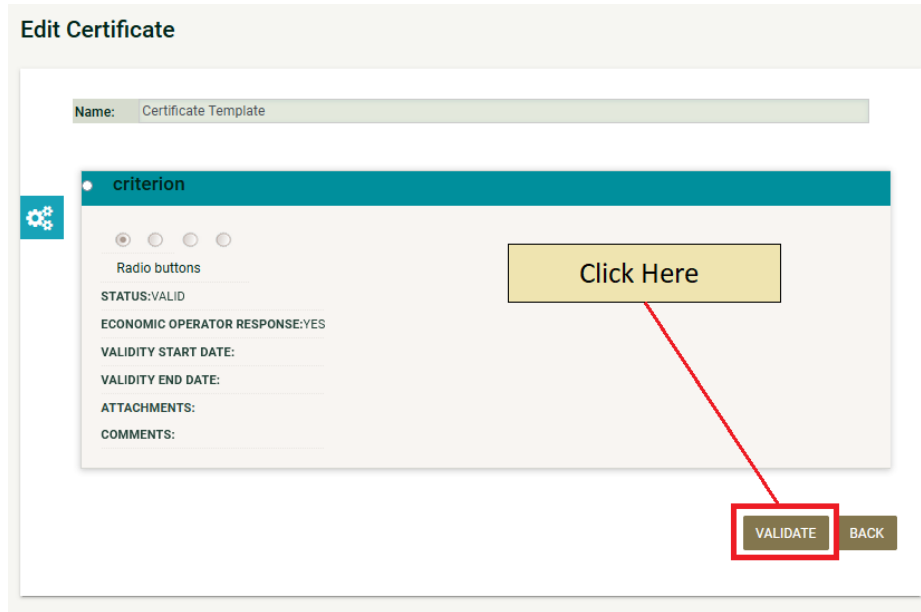 Edit Certificate
Name: Certificate Template
criterion
Radio buttons
Click Here
STATUS:VALID
ECONOMIC OPERATOR RESPONSE:YES
VALIDITY START DATE:
VALIDITY END DATE:
ATTACHMENTS:
COMMENTS:
VALIDATE BACK